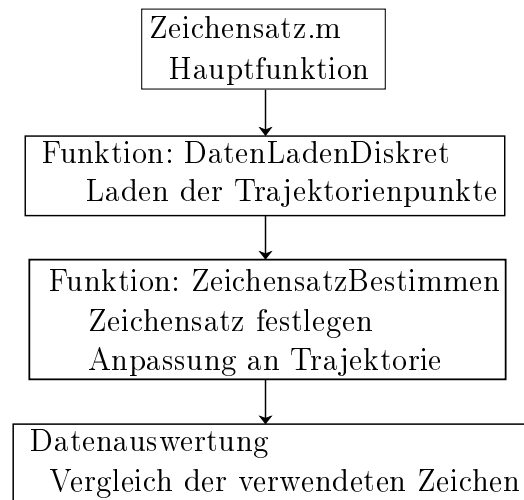 Zeichensatz.m
Hauptfunktion
Funktion: DatenLadenDiskret
Laden der Trajektorienpunkte
Funktion: ZeichensatzBestimmen
Zeichensatz festlegen
Anpassung an Trajektorie
Datenauswertung
Vergleich der verwendeten Zeichen